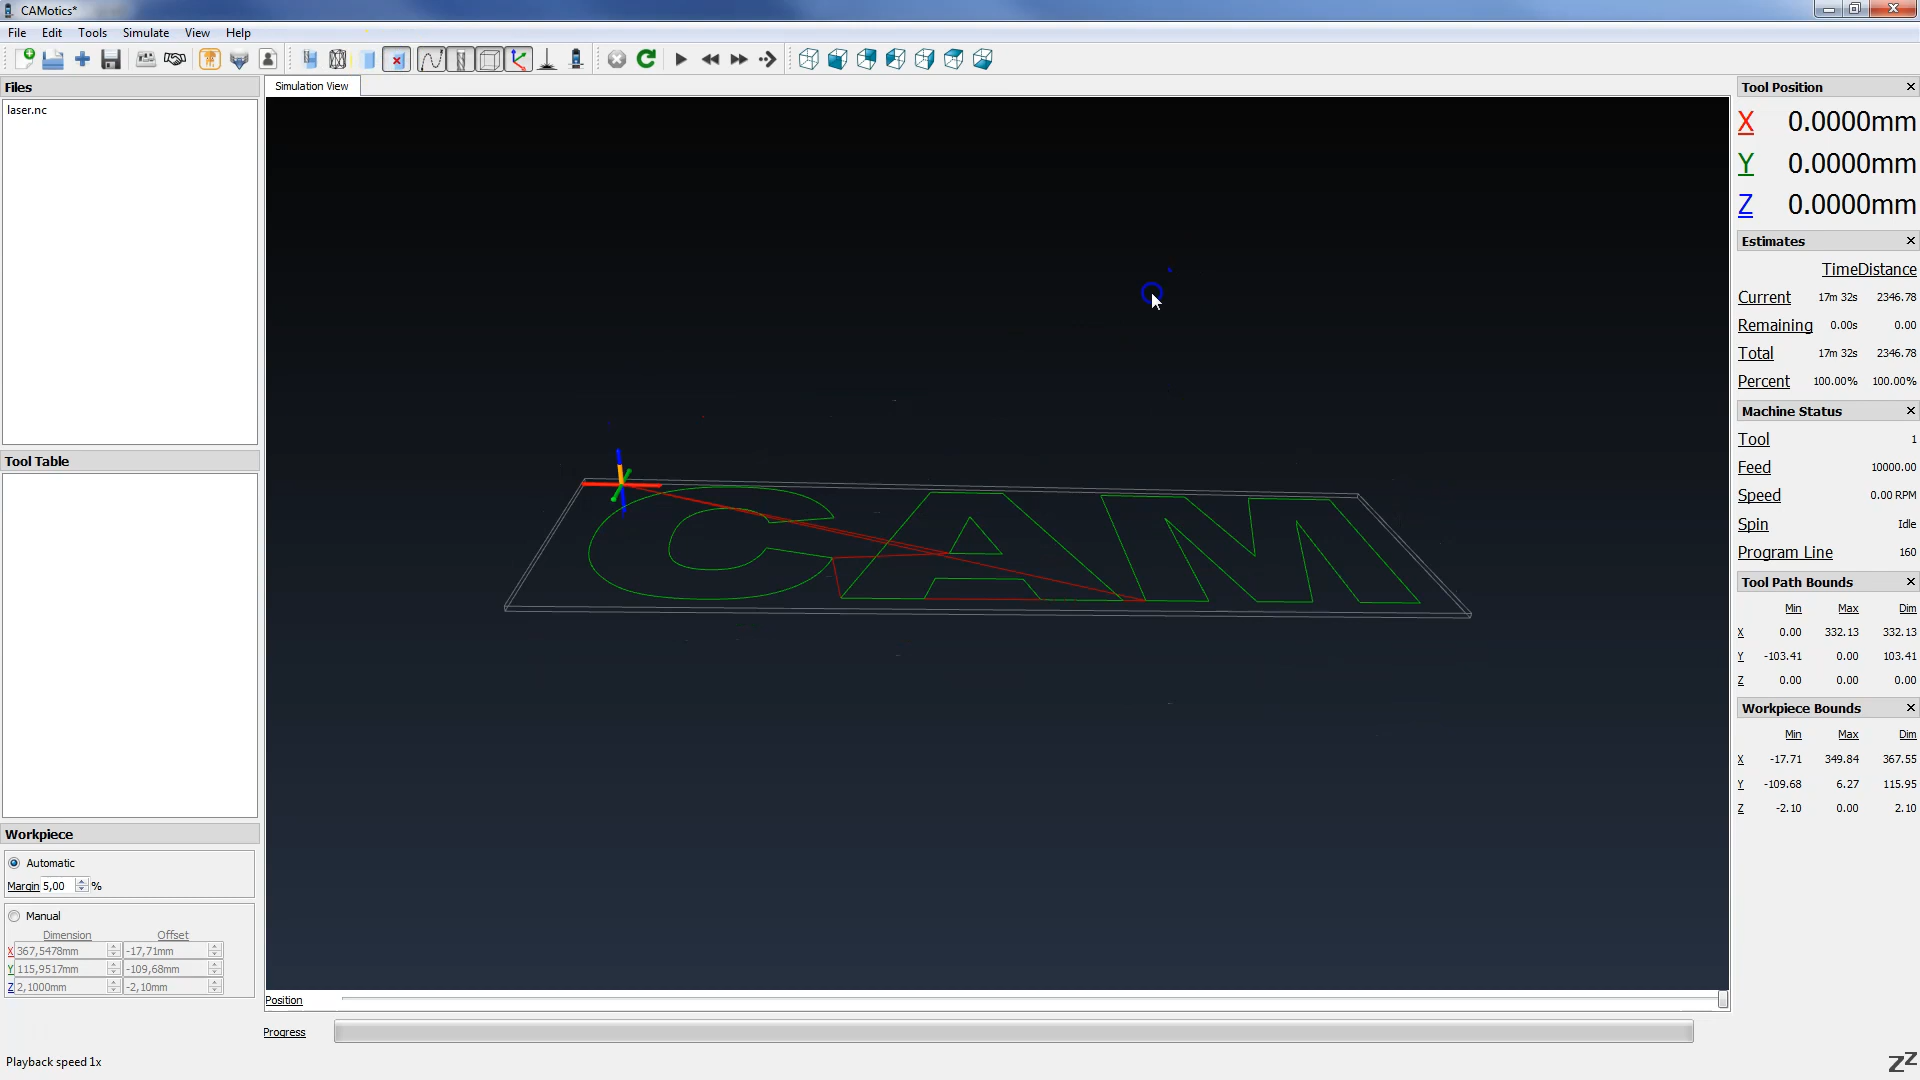 CAMotics*
File Edit Tools Simulate View Help
Files
laser.nc
Tool Table
Workpiece
Automatic
Margin 5,00 %
Manual
Dimension Offset
X 367,5478mm -17,71mm
Y 115,9517mm -109,68mm
Z 2,1000mm -2,10mm
Playback speed 1x
Simulation View
CAM
Position
Progress
Tool Position
X 0.0000mm
Y 0.0000mm
Z 0.0000mm
Estimates
TimeDistance
Current 17m 32s 2346.78
Remaining 0.00s 0.00
Total 17m 32s 2346.78
Percent 100.00% 100.00%
Machine Status
Tool 1
Feed 10000.00
Speed 0.00 RPM
Spin Idle
Program Line 160
Tool Path Bounds
Min Max Dim
X 0.00 332.13 332.13
Y -103.41 0.00 103.41
Z 0.00 0.00 0.00
Workpiece Bounds
Min Max Dim
X -17.71 349.84 367.55
Y -109.68 6.27 115.95
Z -2.10 0.00 2.10
zz